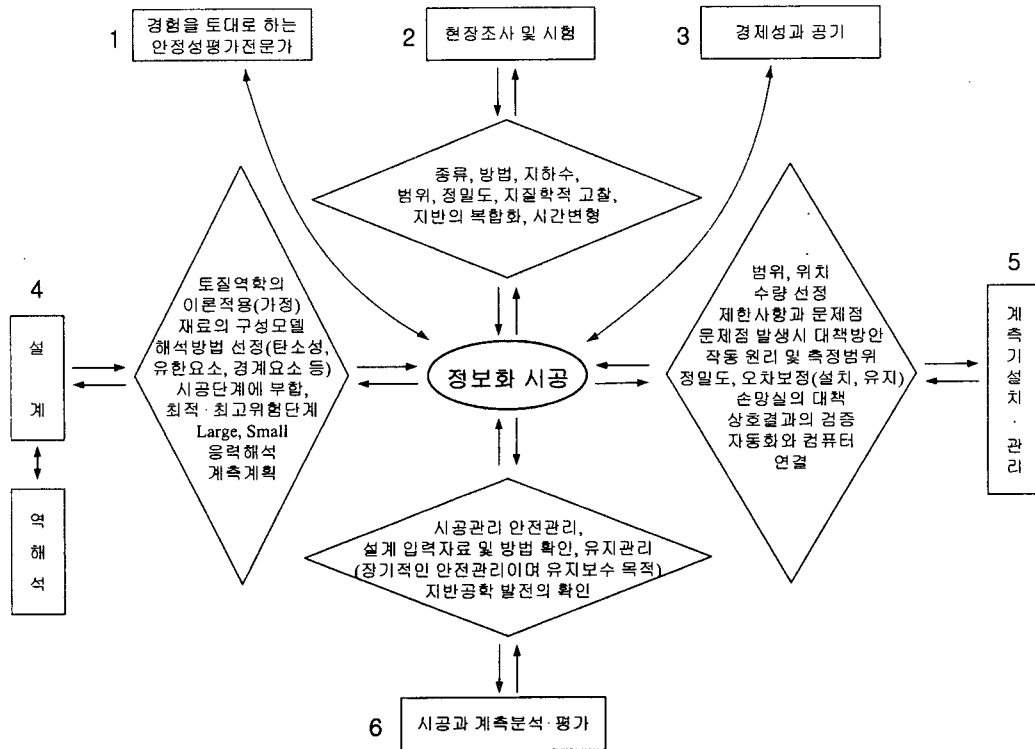 1
경험을 토대로 하는
안정성평가전문가
2
현장조사 및 시험
3
경제성과 공기
종류, 방법, 지하수,
범위, 정밀도, 지질학적 고찰,
지반의 복합화, 시간변형
4
설
계
역
해
석
토질역학의
이론적용(가정)
재료의 구성모델
해석방법 선정(탄소성,
유한요소, 경계요소 등)
시공단계에 부합,
최적·최고위험단계
Large, Small
응력해석
계측계획
정보화 시공
범위, 위치
수량 선정
제한사항과 문제점
문제점 발생시 대책방안
작동 원리 및 측정범위
정밀도, 오차보정(설치, 유지)
손망실의 대책
상호결과의 검증
자동화와 컴퓨터
연결
5
계
측
기
설
치
·
관
리
시공관리 안전관리,
설계 입력자료 및 방법 확인, 유지관리
(장기적인 안전관리이며 유지보수 목적)
지반공학 발전의 확인
6
시공과 계측분석·평가